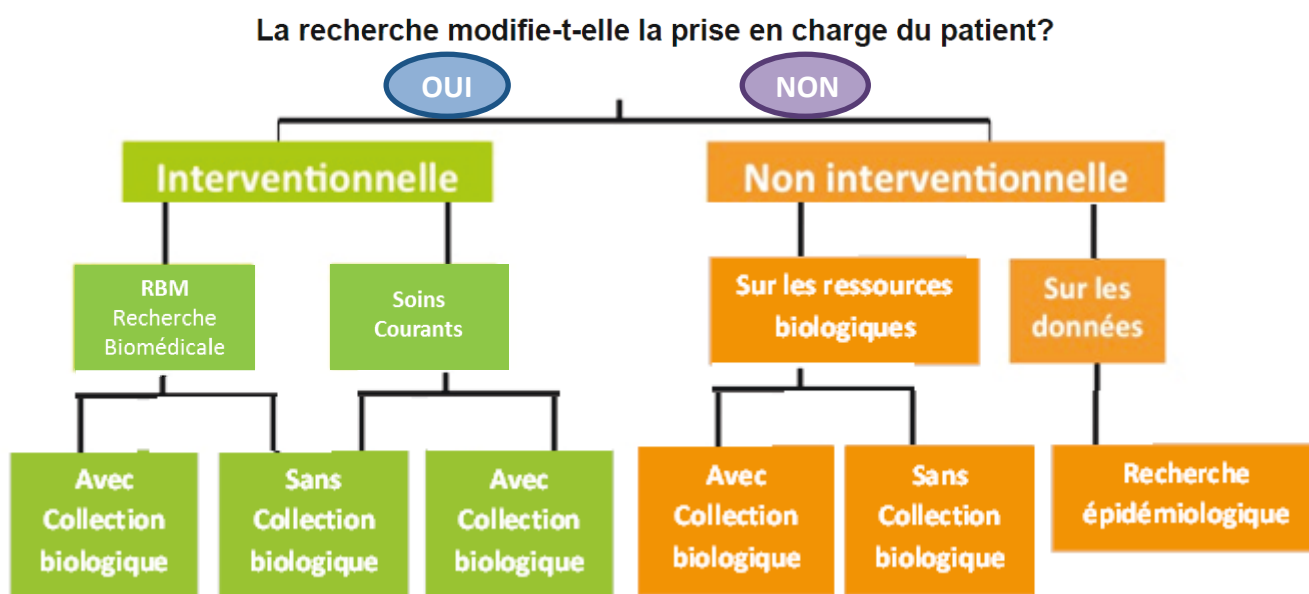 La recherche modifie-t-elle la prise en charge du patient?
OUI
NON
Interventionnelle
Non interventionnelle
RBM
Recherche
Biomédicale
Soins
Courants
Sur les ressources
biologiques
Sur les
données
Avec
Collection
biologique
Sans
Collection
biologique
Avec
Collection
biologique
Avec
Collection
biologique
Sans
Collection
biologique
Recherche
épidémiologique